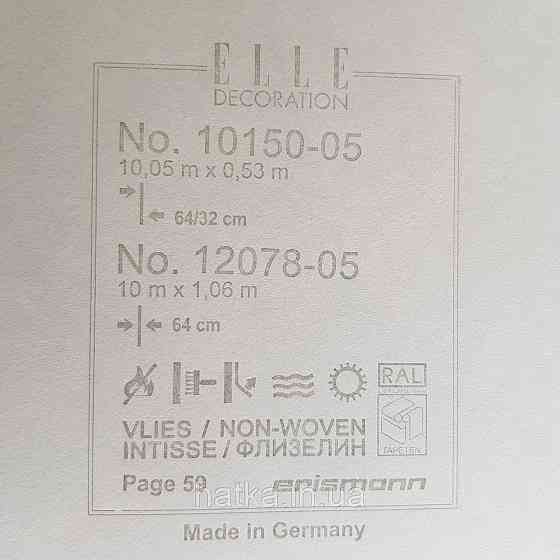 ELLE
DECORATION
No. 10150-05
10,05 m x 0,53 m
64/32 cm
No. 12078-05
10 m x 1,06 m
64 cm
RAL
VLIES / NON-WOVEN
INTISSE / ФЛИЗЕЛИН
TAPETEN
Page 59
erismann
natka.in.ua
Made in Germany